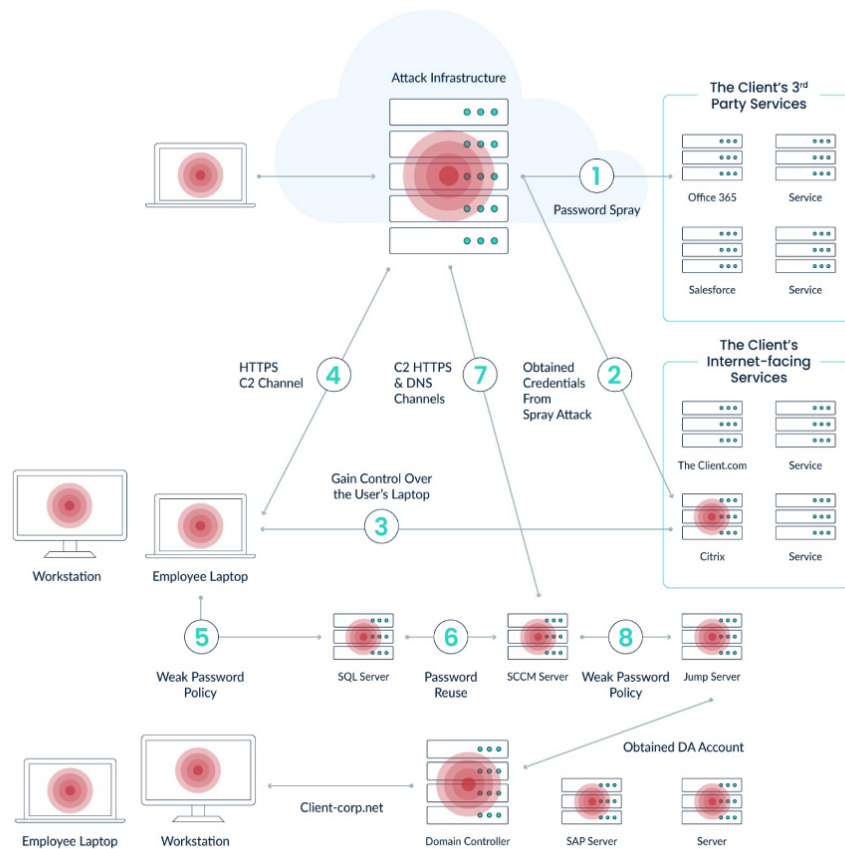 Attack Infrastructure
The Client's 3rd
Party Services
1
Password Spray
Office 365
Service
Salesforce
Service
HTTPS
C2 Channel
4
C2 HTTPS
& DNS
Channels
7
Obtained
Credentials
From
Spray Attack
2
The Client's
Internet-facing
Services
The Client.com
Service
Citrix
Service
Gain Control Over
the User's Laptop
3
Workstation
Employee Laptop
5
Weak Password
Policy
SQL Server
6
Password
Reuse
SCCM Server
8
Weak Password
Policy
Jump Server
Obtained DA Account
Client-corp.net
Employee Laptop
Workstation
Domain Controller
SAP Server
Server